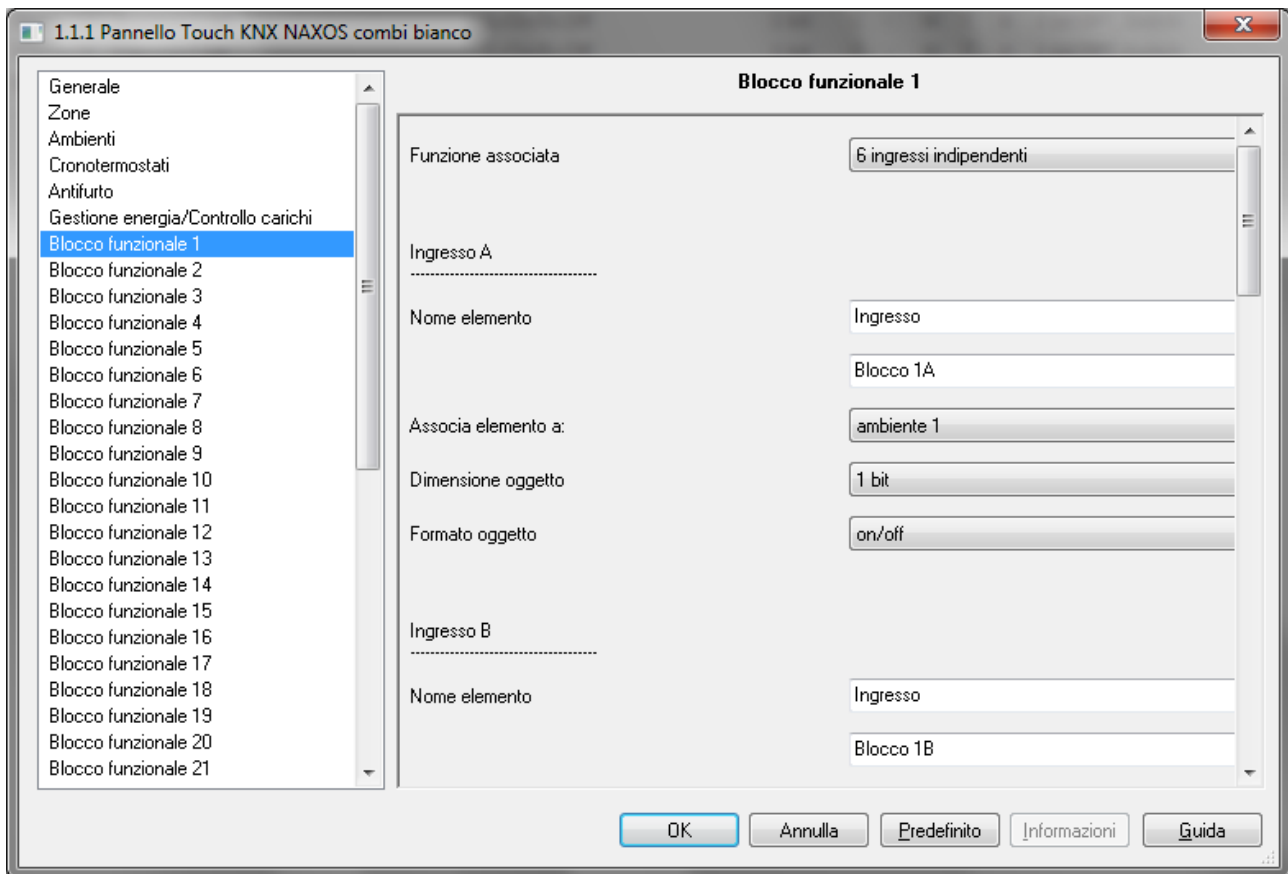 1.1.1 Pannello Touch KNX NAXOS combi bianco
Generale
Zone
Ambienti
Cronotermostati
Antifurto
Gestione energia/Controllo carichi
Blocco funzionale 1
Blocco funzionale 2
Blocco funzionale 3
Blocco funzionale 4
Blocco funzionale 5
Blocco funzionale 6
Blocco funzionale 7
Blocco funzionale 8
Blocco funzionale 9
Blocco funzionale 10
Blocco funzionale 11
Blocco funzionale 12
Blocco funzionale 13
Blocco funzionale 14
Blocco funzionale 15
Blocco funzionale 16
Blocco funzionale 17
Blocco funzionale 18
Blocco funzionale 19
Blocco funzionale 20
Blocco funzionale 21
Blocco funzionale 1
Funzione associata 6 ingressi indipendenti
Ingresso A
-------------------------------------
Nome elemento Ingresso
Blocco 1A
Associa elemento a: ambiente 1
Dimensione oggetto 1 bit
Formato oggetto on/off
Ingresso B
-------------------------------------
Nome elemento Ingresso
Blocco 1B
OK Annulla Predefinito Informazioni Guida